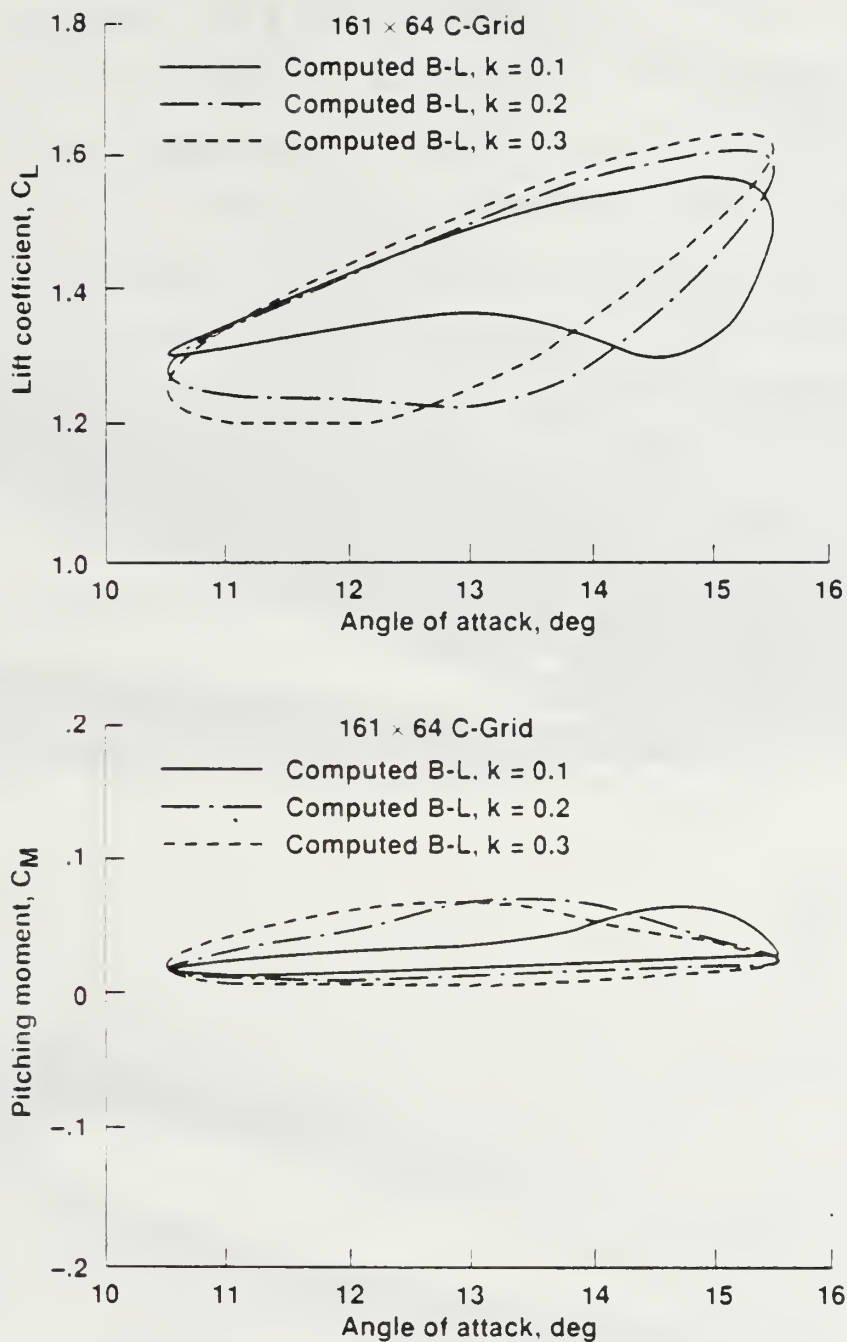 161 × 64 C-Grid
Computed B-L, k = 0.1
Computed B-L, k = 0.2
Computed B-L, k = 0.3
1.8
1.6
1.4
1.2
1.0
Lift coefficient, CL
10 11 12 13 14 15 16
Angle of attack, deg
161 × 64 C-Grid
Computed B-L, k = 0.1
Computed B-L, k = 0.2
Computed B-L, k = 0.3
.2
.1
0
-.1
-.2
Pitching moment, CM
10 11 12 13 14 15 16
Angle of attack, deg